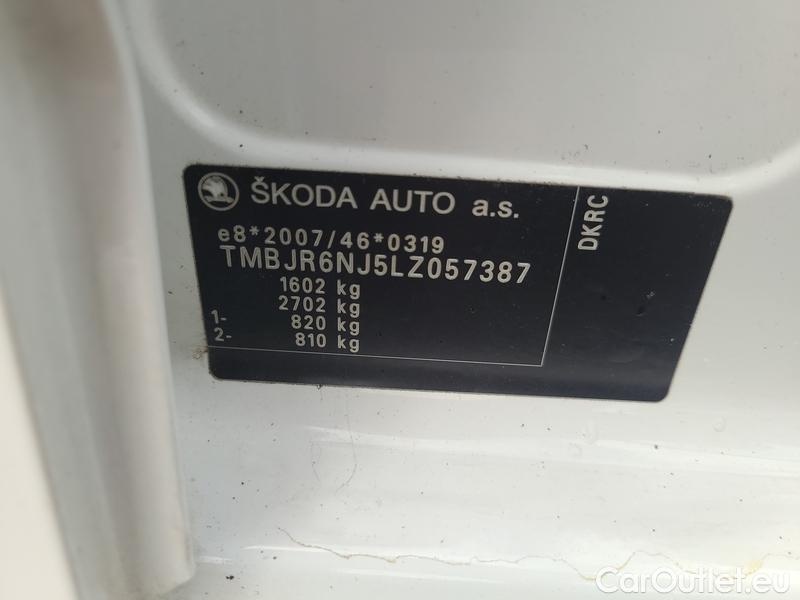 ŠKODA AUTO a.s.
e8*2007/46*0319
TMBJR6NJ5LZ057387
1602 kg
2702 kg
1- 820 kg
2- 810 kg
DKRC
CarOutlet.eu